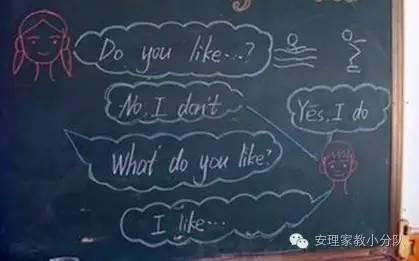 Do you like...?
No, I don't
Yes, I do
What do you like?
I like...
安理家教小分队